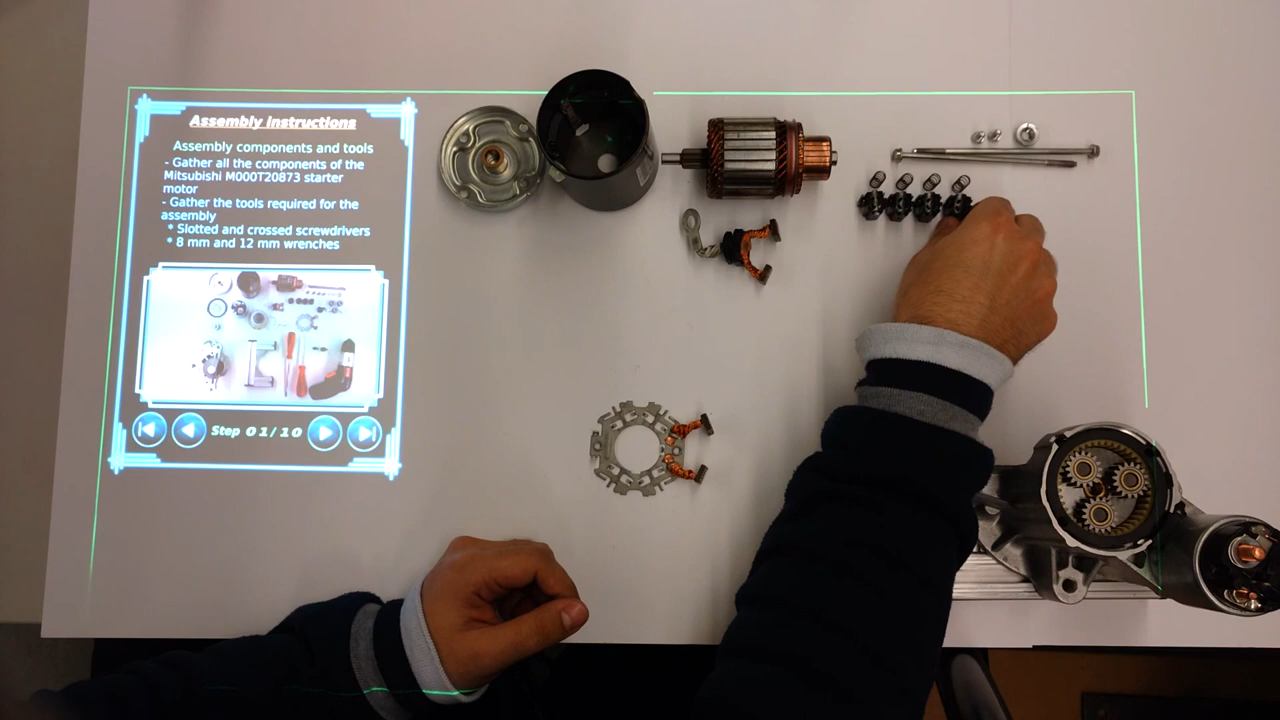 Assembly instructions
Assembly components and tools
- Gather all the components of the
Mitsubishi M000T20873 starter
motor
- Gather the tools required for the
assembly
* Slotted and crossed screwdrivers
* 8 mm and 12 mm wrenches
Step 01/10